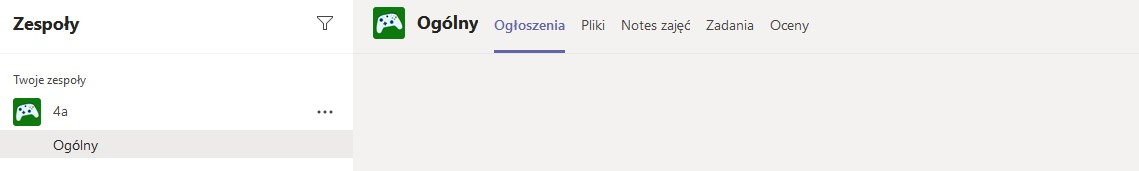 Zespoły
Twoje zespoły
4a
Ogólny
Ogólny Ogłoszenia Pliki Notes zajęć Zadania Oceny